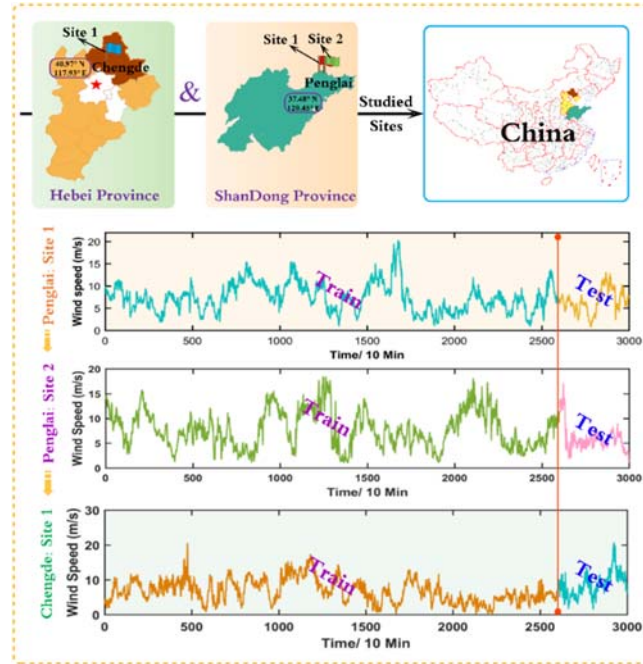 Site 1
40.97° N
117.93° E
Chengde
Hebei Province
&
Site 1 Site 2
Penglai
37.48° N
ShanDong Province
Studied
Sites
China
Penglai: Site 1
Wind speed (m/s)
20
15
10
5
0
Train
Test
0 500 1000 1500 2000 2500 3000
Time/ 10 Min
Penglai: Site 2
Wind Speed (m/s)
20
15
10
5
0
Train
Test
0 500 1000 1500 2000 2500 3000
Time/ 10 Min
Chengde: Site 1
Wind Speed (m/s)
30
20
10
0
Train
Test
0 500 1000 1500 2000 2500 3000
Time/ 10 Min